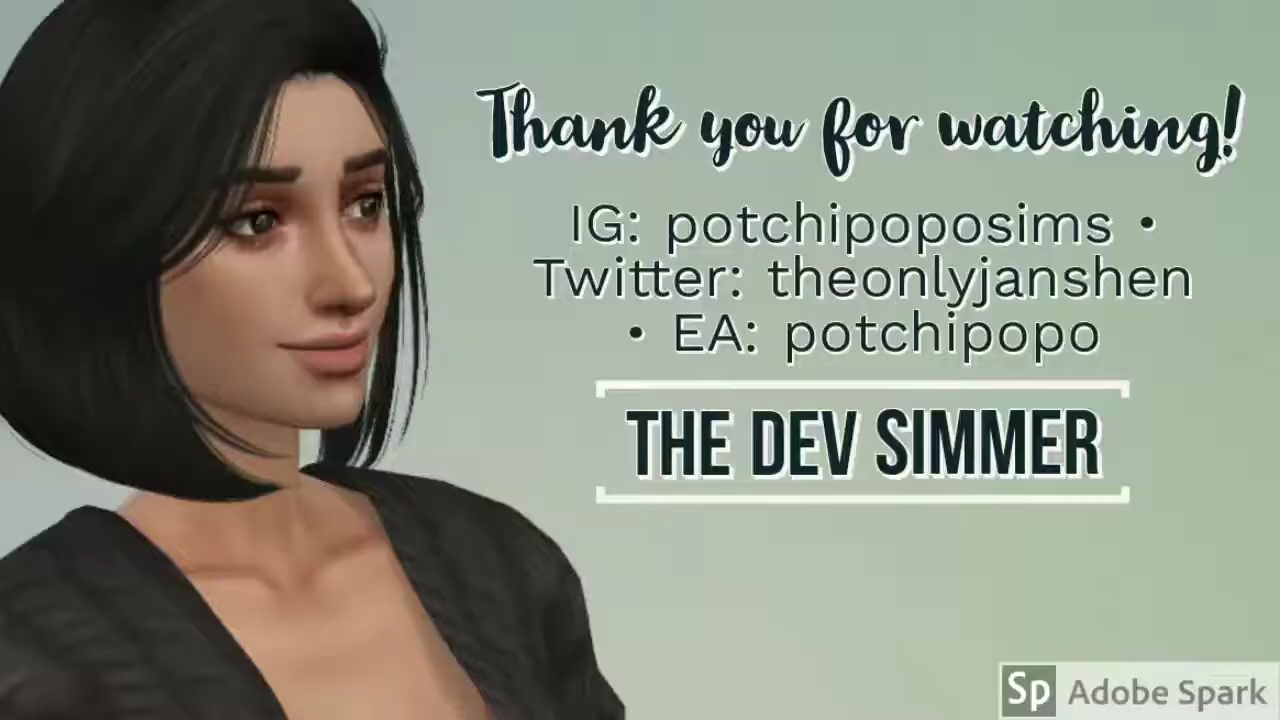 Thank you for watching!
IG: potchipoposims •
Twitter: theonlyjanshen
• EA: potchipopo
THE DEV SIMMER
Sp Adobe Spark